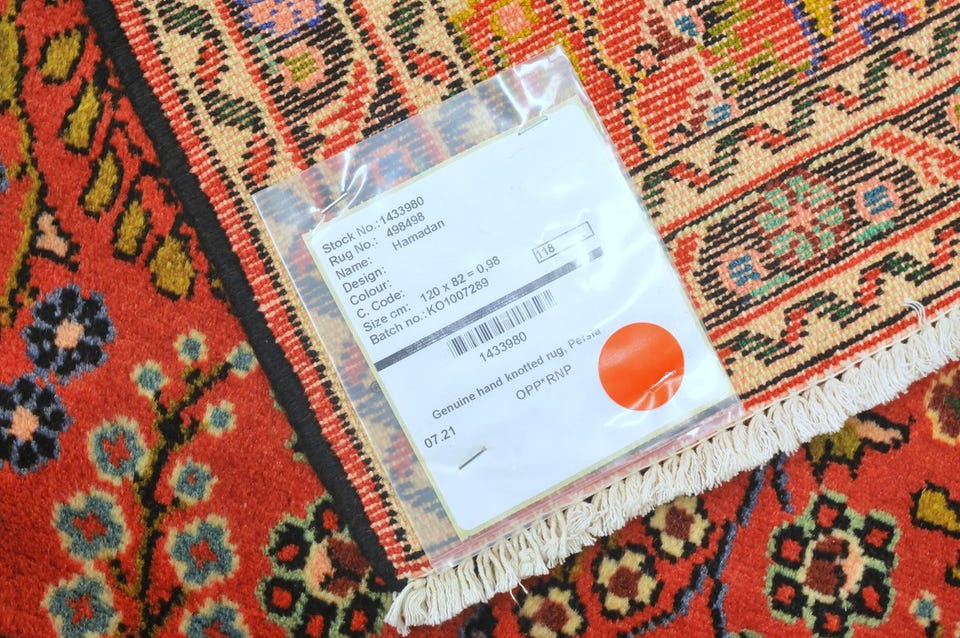 Stock No.: 1433980
Rug No.: 498498
Name: Hamadan
Design:
Colour:
C. Code: 118
Size cm: 120 x 82 = 0,98
Batch no.: KO1007289
1433980
Genuine hand knotted rug, Persia
OPP*RNP
07.21